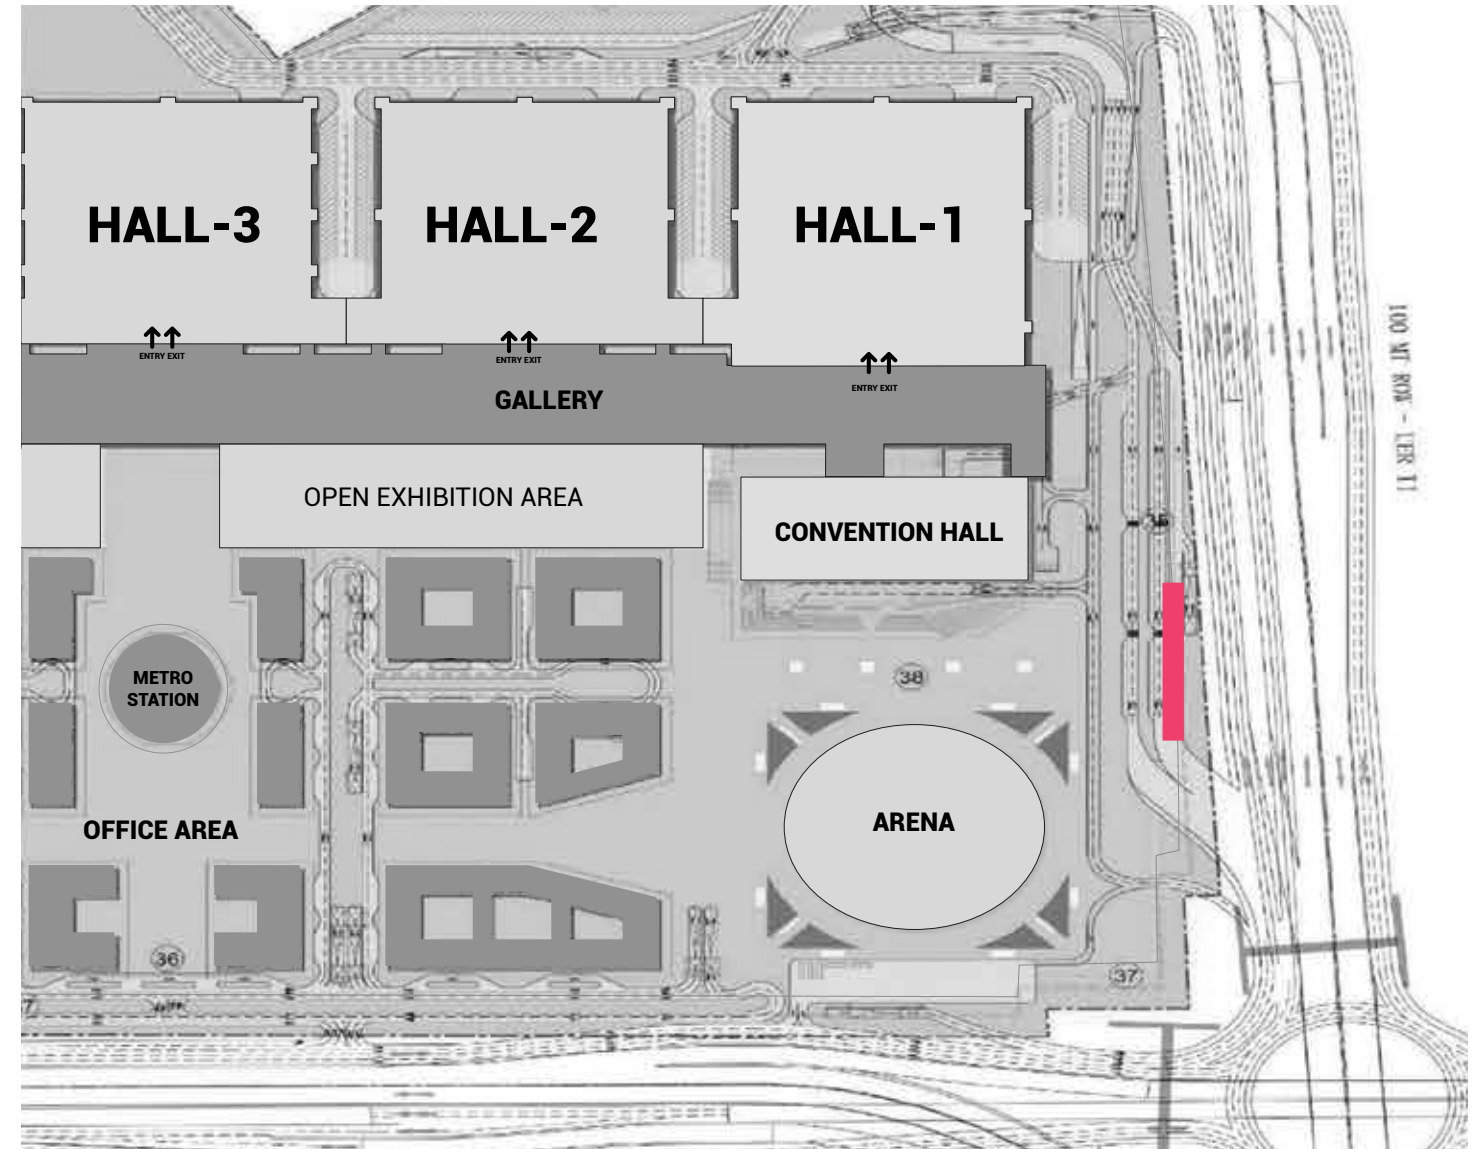 HALL-3
HALL-2
HALL-1
ENTRY EXIT
ENTRY EXIT
ENTRY EXIT
GALLERY
OPEN EXHIBITION AREA
CONVENTION HALL
METRO
STATION
38
OFFICE AREA
ARENA
36
37